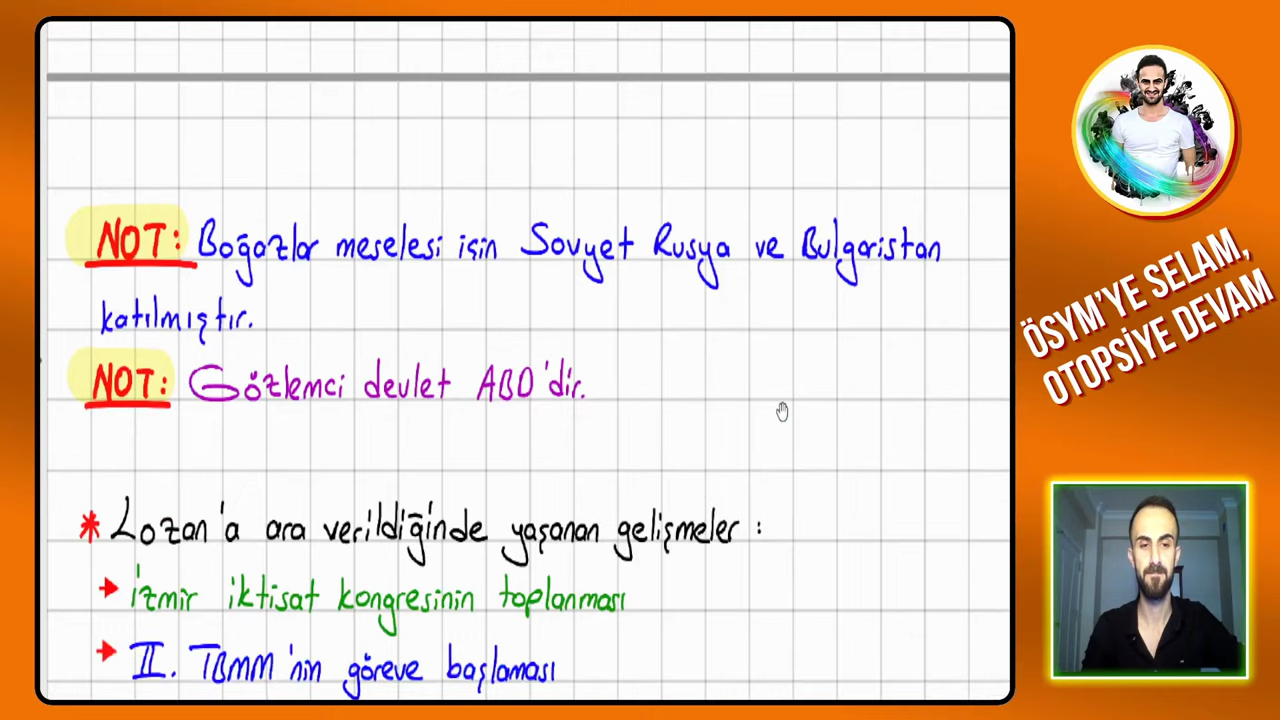 NOT: Boğazlar meselesi için Sovyet Rusya ve Bulgaristan
katılmıştır.
NOT: Gözlemci devlet ABD'dir.
* Lozan'a ara verildiğinde yaşanan gelişmeler :
İzmir iktisat kongresinin toplanması
II. TBMM'nin göreve başlaması
ÖSYM'YE SELAM,
OTOPSİYE DEVAM